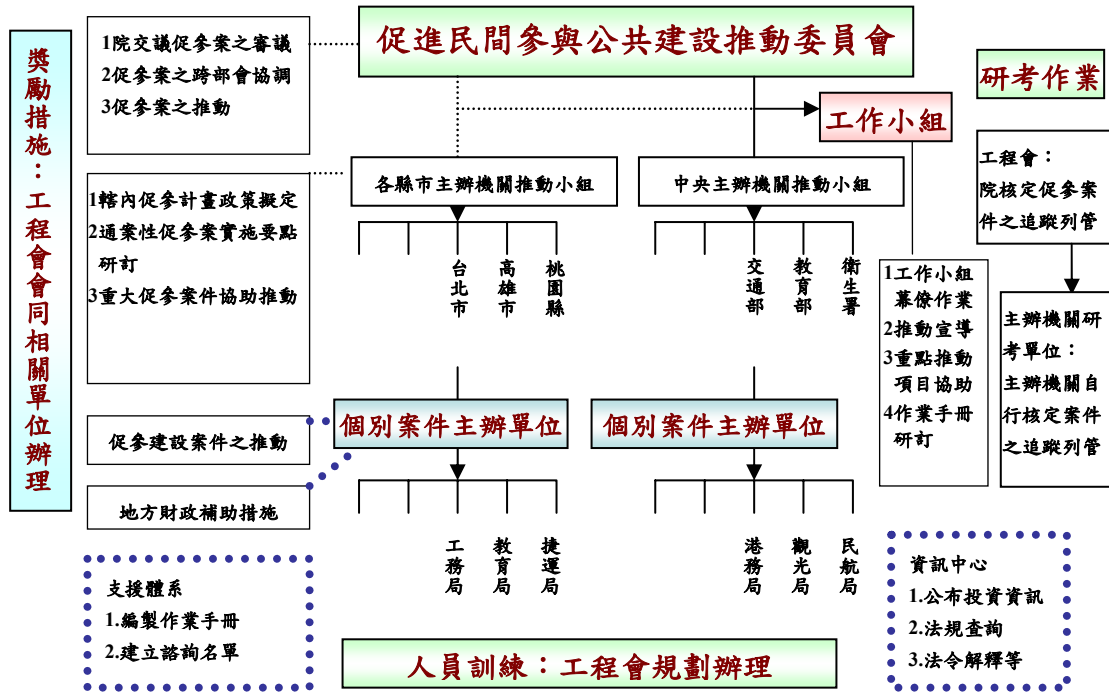 促進民間參與公共建設推動委員會
獎勵措施：工程會會同相關單位辦理
1院交議促參案之審議
2促參案之跨部會協調
3促參案之推動
研考作業
工作小組
工程會：
院核定促參案
件之追蹤列管
各縣市主辦機關推動小組
中央主辦機關推動小組
1轄內促參計畫政策擬定
2通案性促參案實施要點
研訂
3重大促參案件協助推動
台北市
高雄市
桃園縣
交通部
教育部
衛生署
1工作小組
幕僚作業
2推動宣導
3重點推動
項目協助
4作業手冊
研訂
主辦機關研
考單位：
主辦機關自
行核定案件
之追蹤列管
個別案件主辦單位
個別案件主辦單位
促參建設案件之推動
地方財政補助措施
工務局
教育局
捷運局
港務局
觀光局
民航局
支援體系
1.編製作業手冊
2.建立諮詢名單
資訊中心
1.公布投資資訊
2.法規查詢
3.法令解釋等
人員訓練：工程會規劃辦理